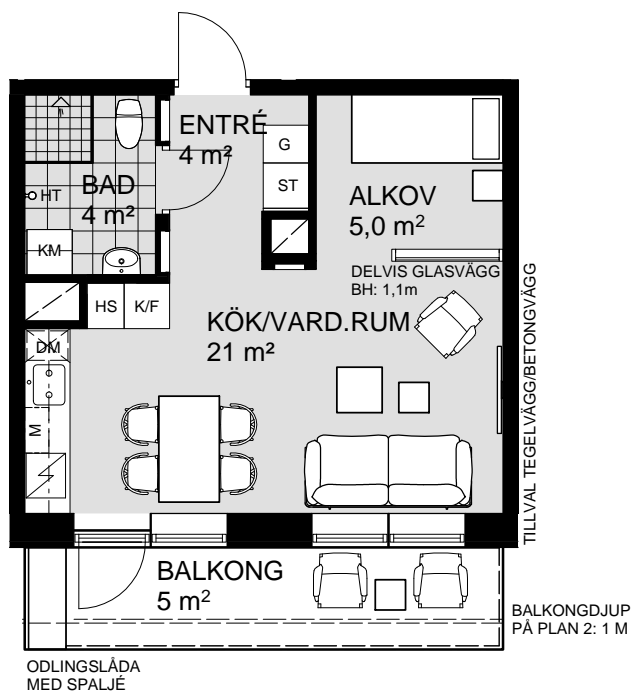 ENTRÉ
4 m²
G
ST
BAD
4 m²
HT
KM
ALKOV
5,0 m²
DELVIS GLASVÄGG
BH: 1,1m
HS
K/F
KÖK/VARD.RUM
21 m²
DM
M
TILLVAL TEGELVÄGG/BETONGVÄGG
BALKONG
5 m²
BALKONGDJUP
PÅ PLAN 2: 1 M
ODLINGSLÅDA
MED SPALJÉ